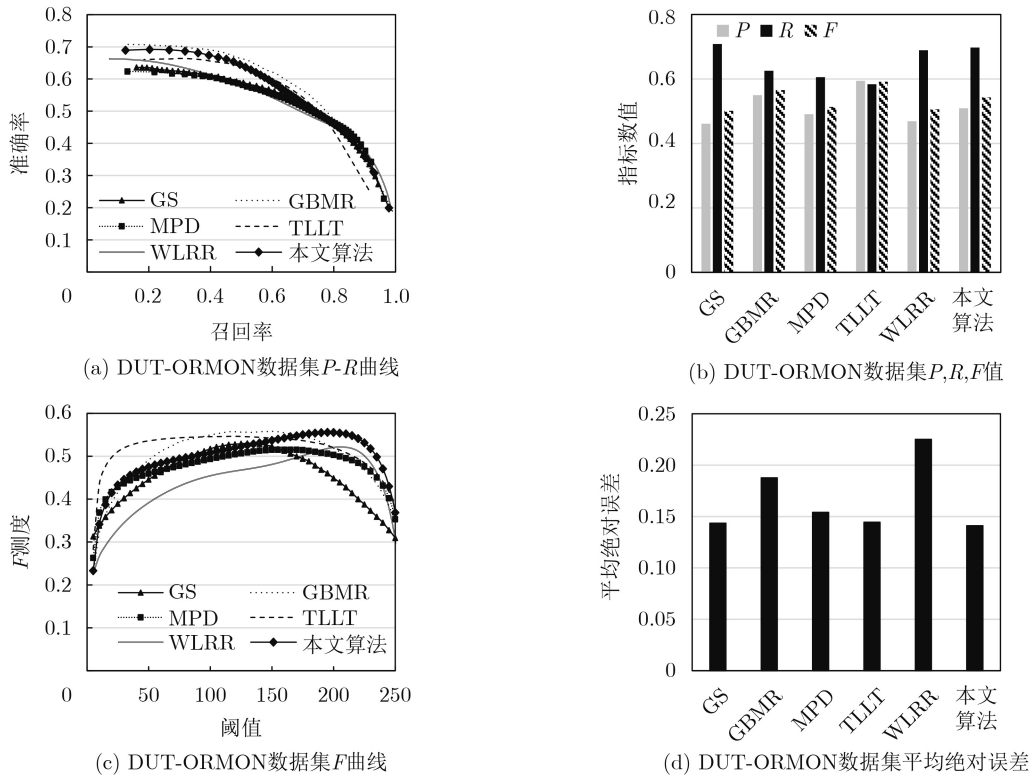 0.8
0.7
0.6
0.5
0.4
0.3
0.2
0.1
0
准确率
GS
GBMR
MPD
TLLT
WLRR
本文算法
0.2
0.4
0.6
0.8
1.0
召回率
(a) DUT-ORMON数据集P-R曲线
0.8
0.6
0.4
0.2
0
指标数值
P R F
GS
GBMR
MPD
TLLT
WLRR
本文
算法
(b) DUT-ORMON数据集P,R,F值
0.6
0.5
0.4
0.3
0.2
0.1
0
F测度
GS
GBMR
MPD
TLLT
WLRR
本文算法
50
100
150
200
250
阈值
(c) DUT-ORMON数据集F曲线
0.25
0.20
0.15
0.10
0.05
0
平均绝对误差
GS
GBMR
MPD
TLLT
WLRR
本文
算法
(d) DUT-ORMON数据集平均绝对误差